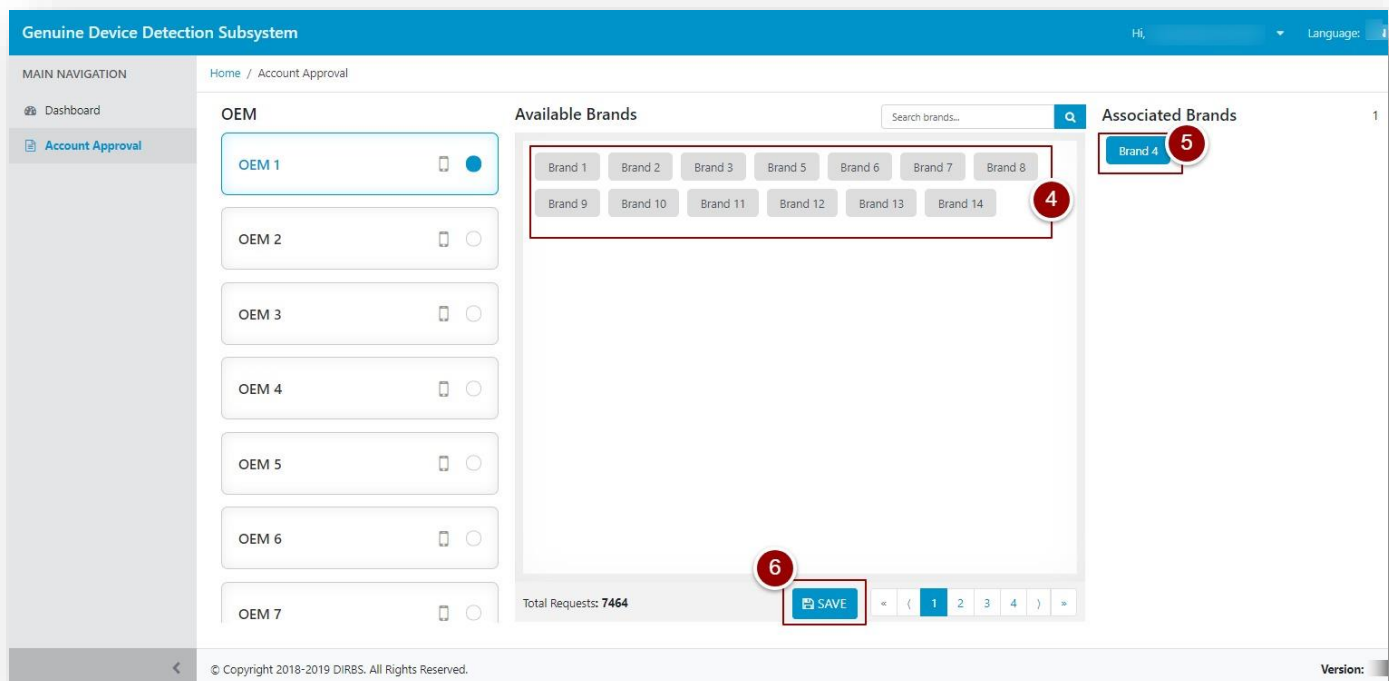 Genuine Device Detection Subsystem
Hi,
Language:
MAIN NAVIGATION
Dashboard
Account Approval
Home / Account Approval
OEM
OEM 1
OEM 2
OEM 3
OEM 4
OEM 5
OEM 6
OEM 7
Available Brands
Search brands...
Brand 1 Brand 2 Brand 3 Brand 5 Brand 6 Brand 7 Brand 8
Brand 9 Brand 10 Brand 11 Brand 12 Brand 13 Brand 14
4
Associated Brands 1
Brand 4
5
6
Total Requests: 7464
SAVE
« ⟨ 1 2 3 4 ⟩ »
© Copyright 2018-2019 DIRBS. All Rights Reserved.
Version: